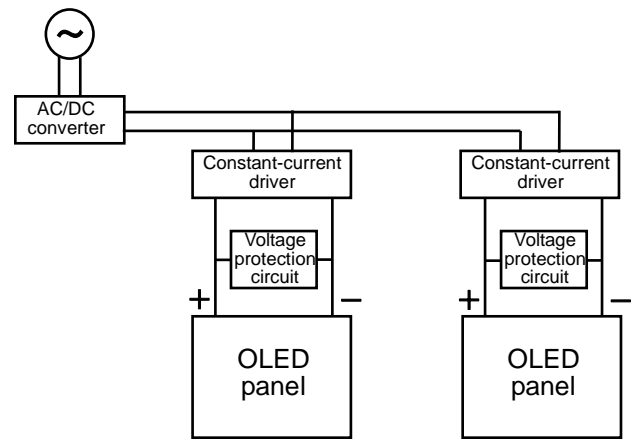 ~
AC/DC
converter
Constant-current
driver
Constant-current
driver
Voltage
protection
circuit
Voltage
protection
circuit
+ −
+ −
OLED
panel
OLED
panel